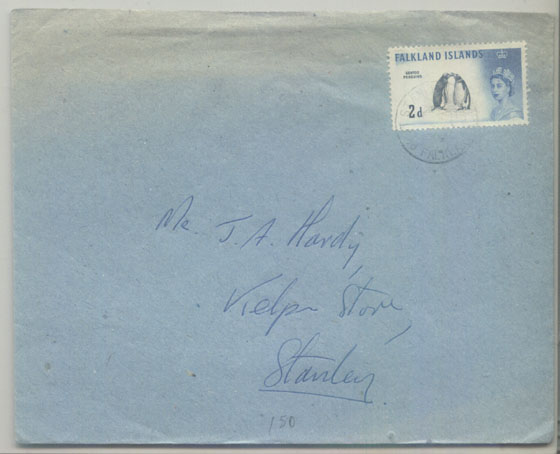 FALKLAND ISLANDS
GENTOO
PENGUINS
2d
Mr. J. A. Hardy,
Kelper Store,
Stanley
150